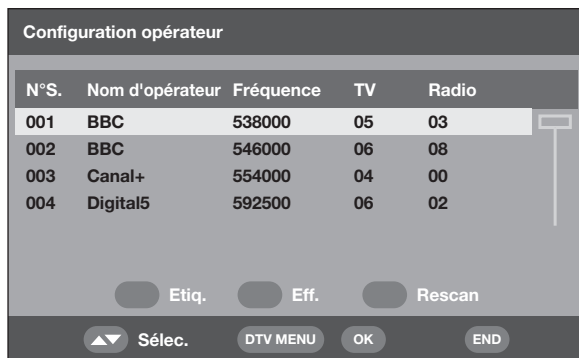 Configuration opérateur
N°S. Nom d'opérateur Fréquence TV Radio
001 BBC 538000 05 03
002 BBC 546000 06 08
003 Canal+ 554000 04 00
004 Digital5 592500 06 02
Etiq. Eff. Rescan
Sélec. DTV MENU OK END